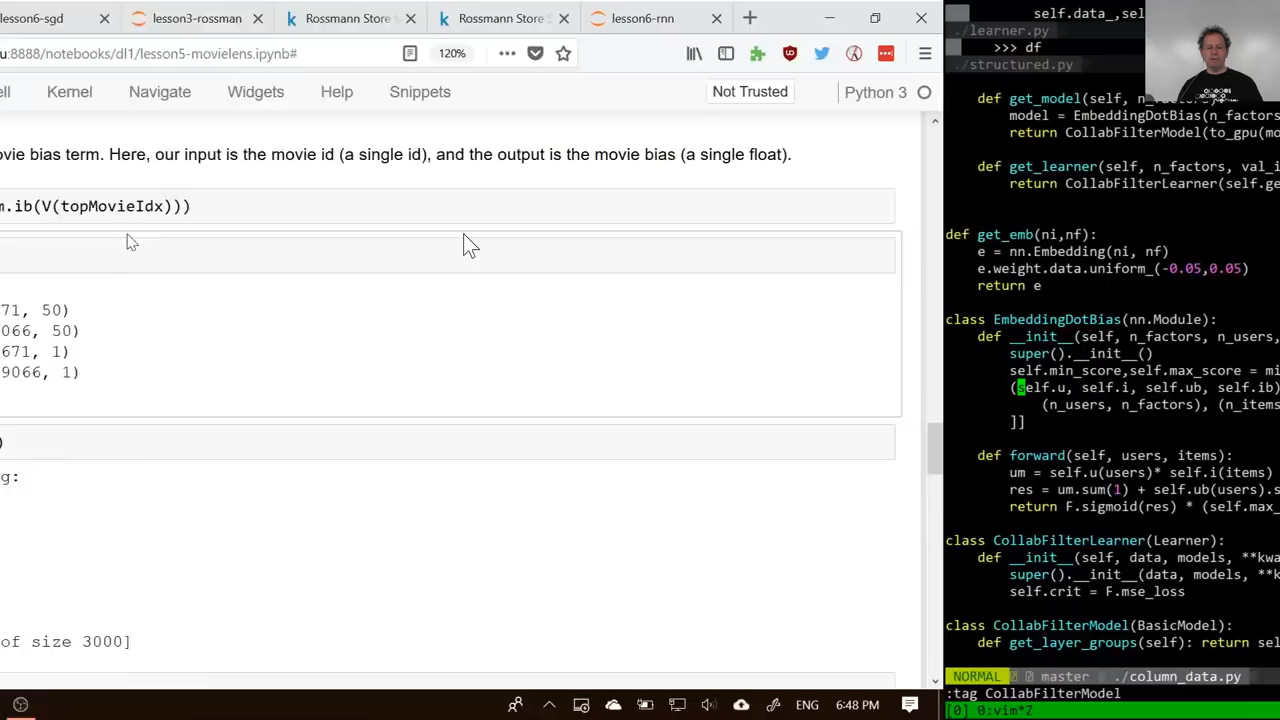 esson6-sgd
lesson3-rossman
Rossmann Store
Rossmann Store
lesson6-rnn
u:8888/notebooks/dl1/lesson5-movielens.ipynb#
120%
ell
Kernel
Navigate
Widgets
Help
Snippets
Not Trusted
Python 3
ovie bias term. Here, our input is the movie id (a single id), and the output is the movie bias (a single float).
m.ib(V(topMovieIdx)))
71, 50)
066, 50)
671, 1)
9066, 1)
)
g:
of size 3000]
self.data_,sel
./learner.py
>>> df
./structured.py
def get_model(self, n_factors,
model = EmbeddingDotBias(n_factors
return CollabFilterModel(to_gpu(mo
def get_learner(self, n_factors, val_i
return CollabFilterLearner(self.ge
def get_emb(ni,nf):
e = nn.Embedding(ni, nf)
e.weight.data.uniform_(-0.05,0.05)
return e
class EmbeddingDotBias(nn.Module):
def __init__(self, n_factors, n_users,
super().__init__()
self.min_score,self.max_score = mi
(self.u, self.i, self.ub, self.ib)
(n_users, n_factors), (n_items
]]
def forward(self, users, items):
um = self.u(users)* self.i(items)
res = um.sum(1) + self.ub(users).s
return F.sigmoid(res) * (self.max_
class CollabFilterLearner(Learner):
def __init__(self, data, models, **kwa
super().__init__(data, models, **k
self.crit = F.mse_loss
class CollabFilterModel(BasicModel):
def get_layer_groups(self): return sel
NORMAL
master
./column_data.py
:tag CollabFilterModel
[0] 0:vim*Z
ENG
6:48 PM